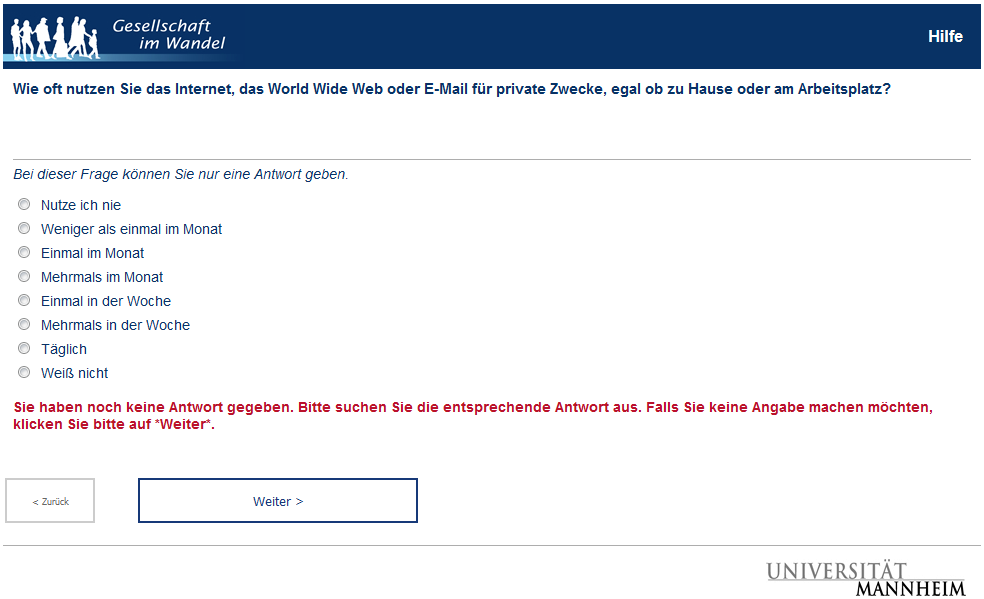 Gesellschaft
im Wandel
Hilfe
Wie oft nutzen Sie das Internet, das World Wide Web oder E-Mail für private Zwecke, egal ob zu Hause oder am Arbeitsplatz?
Bei dieser Frage können Sie nur eine Antwort geben.
Nutze ich nie
Weniger als einmal im Monat
Einmal im Monat
Mehrmals im Monat
Einmal in der Woche
Mehrmals in der Woche
Täglich
Weiß nicht
Sie haben noch keine Antwort gegeben. Bitte suchen Sie die entsprechende Antwort aus. Falls Sie keine Angabe machen möchten,
klicken Sie bitte auf *Weiter*.
< Zurück
Weiter >
UNIVERSITÄT
MANNHEIM